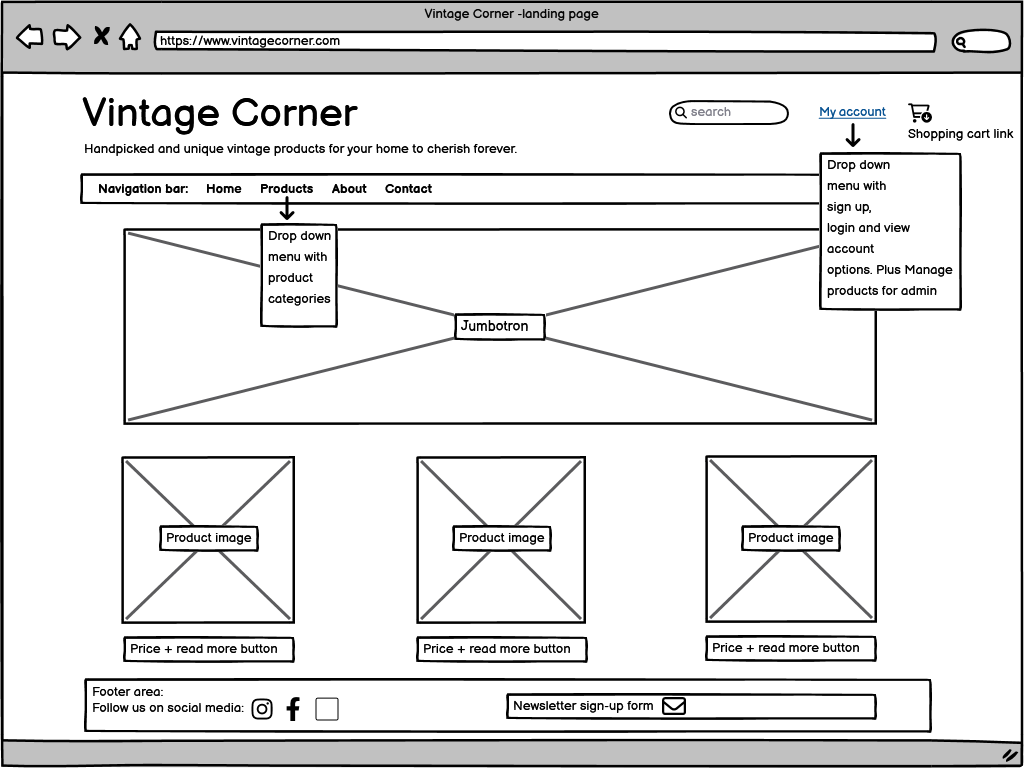 Vintage Corner -landing page
https://www.vintagecorner.com
Vintage Corner
search
My account
Shopping cart link
Handpicked and unique vintage products for your home to cherish forever.
Navigation bar: Home Products About Contact
Drop down
menu with
sign up,
login and view
account
options. Plus Manage
products for admin
Drop down
menu with
product
categories
Jumbotron
Product image
Product image
Product image
Price + read more button
Price + read more button
Price + read more button
Footer area:
Follow us on social media:
Newsletter sign-up form